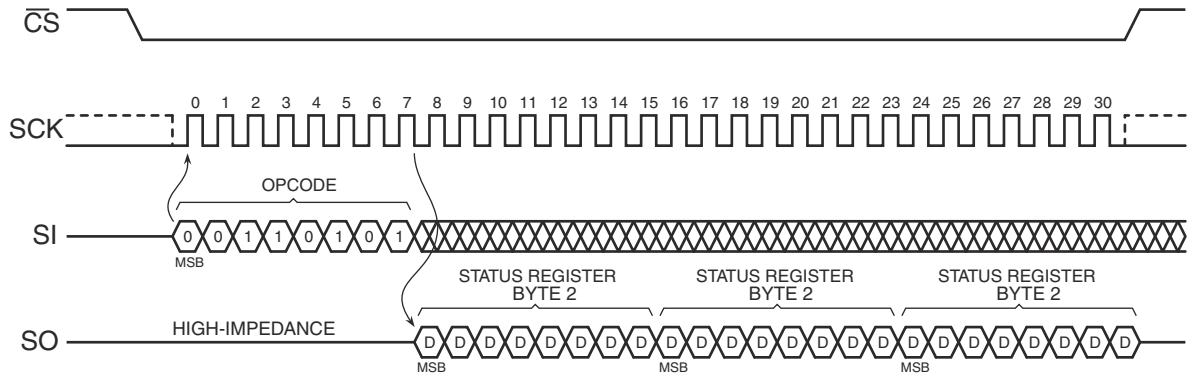 CS
SCK 0 1 2 3 4 5 6 7 8 9 10 11 12 13 14 15 16 17 18 19 20 21 22 23 24 25 26 27 28 29 30
OPCODE
SI 0 0 1 1 0 1 0 1
MSB
STATUS REGISTER BYTE 2
STATUS REGISTER BYTE 2
STATUS REGISTER BYTE 2
SO HIGH-IMPEDANCE D D D D D D D D D D D D D D D D D D D D D D D D
MSB MSB MSB